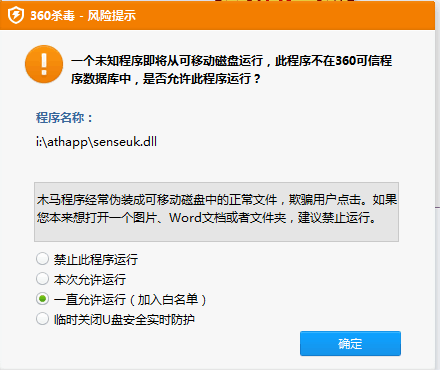 360杀毒 - 风险提示
一个未知程序即将从可移动磁盘运行，此程序不在360可信程
序数据库中，是否允许此程序运行？
程序名称：
i:\athapp\senseuk.dll
木马程序经常伪装成可移动磁盘中的正常文件，欺骗用户点击。如果
您本来想打开一个图片、Word文档或者文件夹，建议禁止运行。
禁止此程序运行
本次允许运行
一直允许运行（加入白名单）
临时关闭U盘安全实时防护
确定